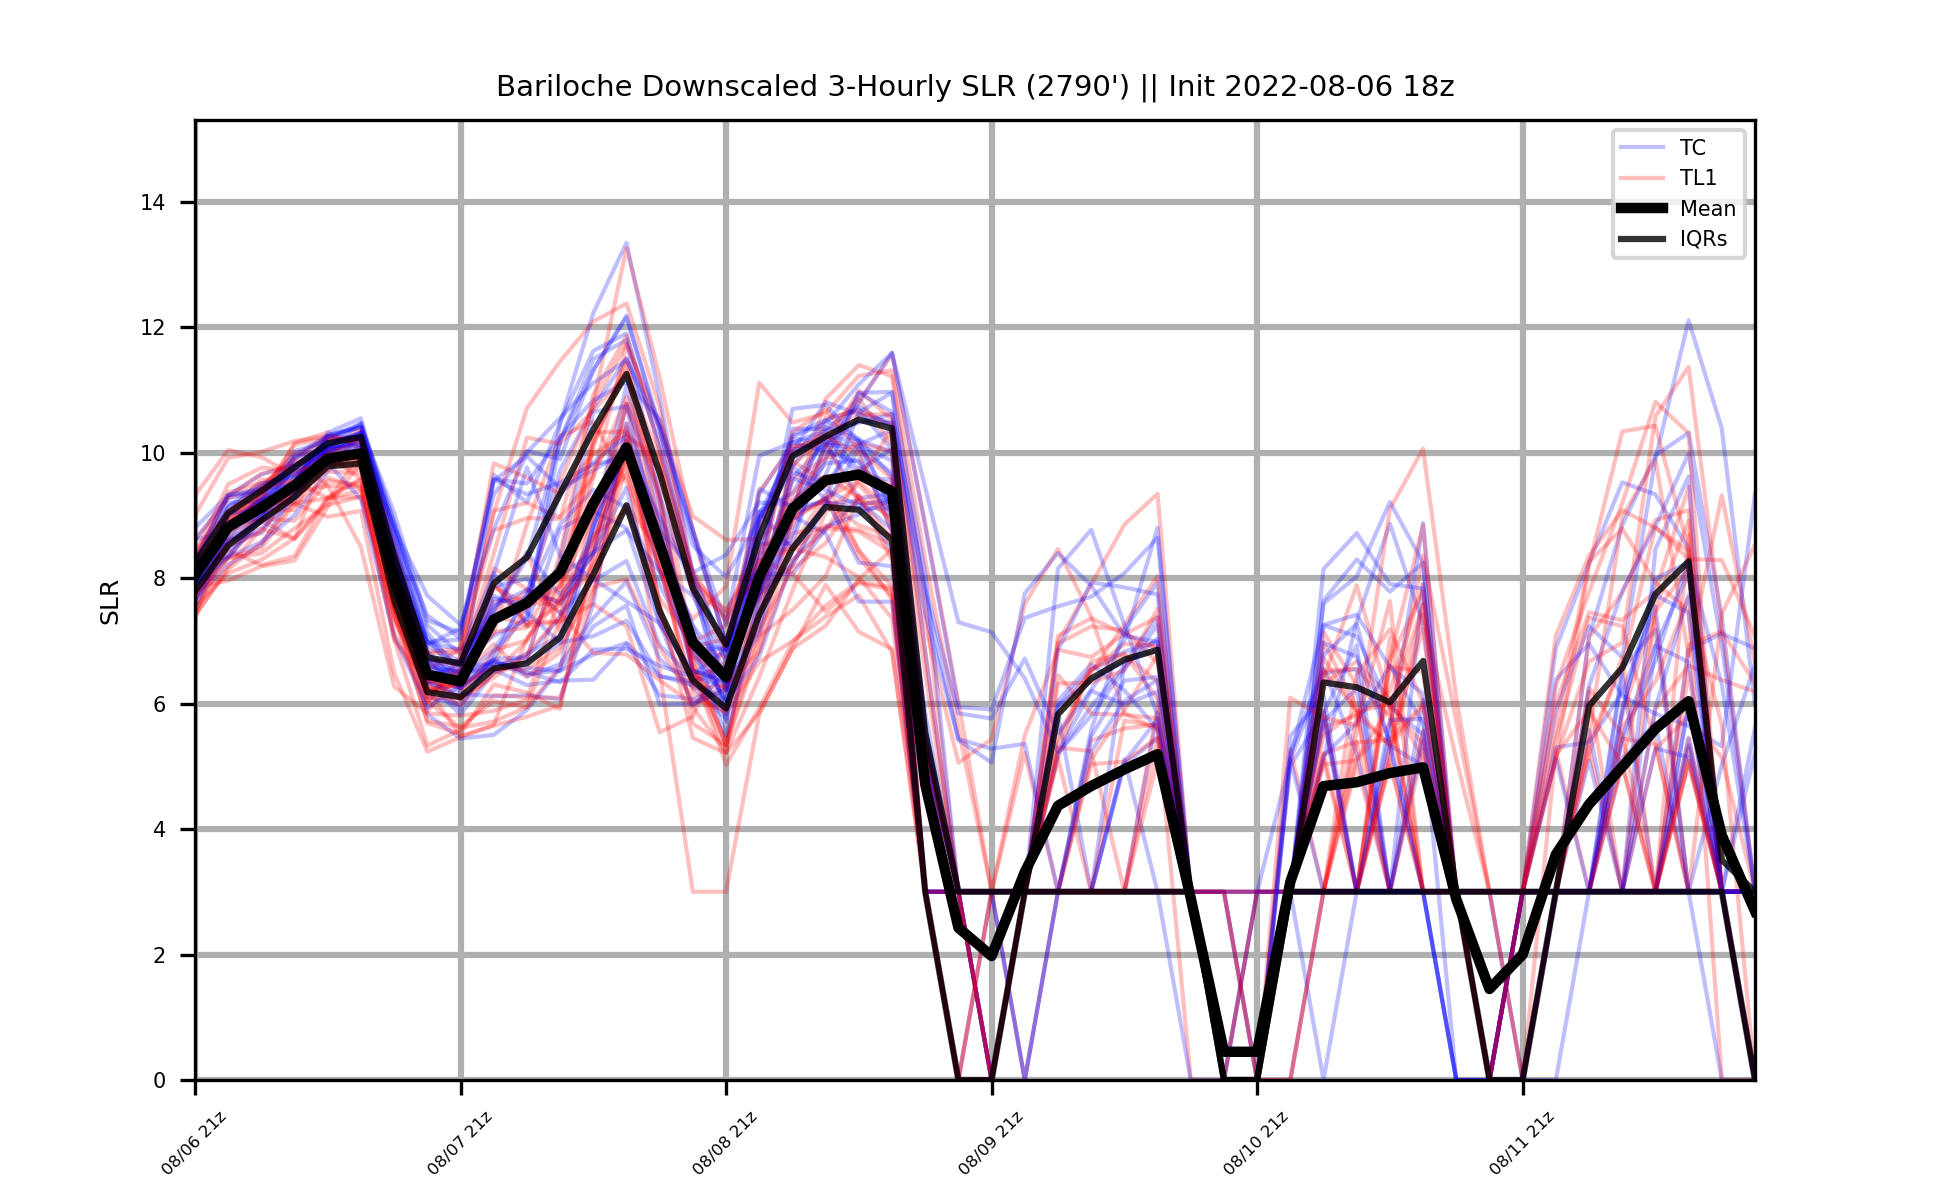 Bariloche Downscaled 3-Hourly SLR (2790') || Init 2022-08-06 18z
TC
TL1
Mean
IQRs
SLR
14
12
10
8
6
4
2
0
08/06 21z
08/07 21z
08/08 21z
08/09 21z
08/10 21z
08/11 21z